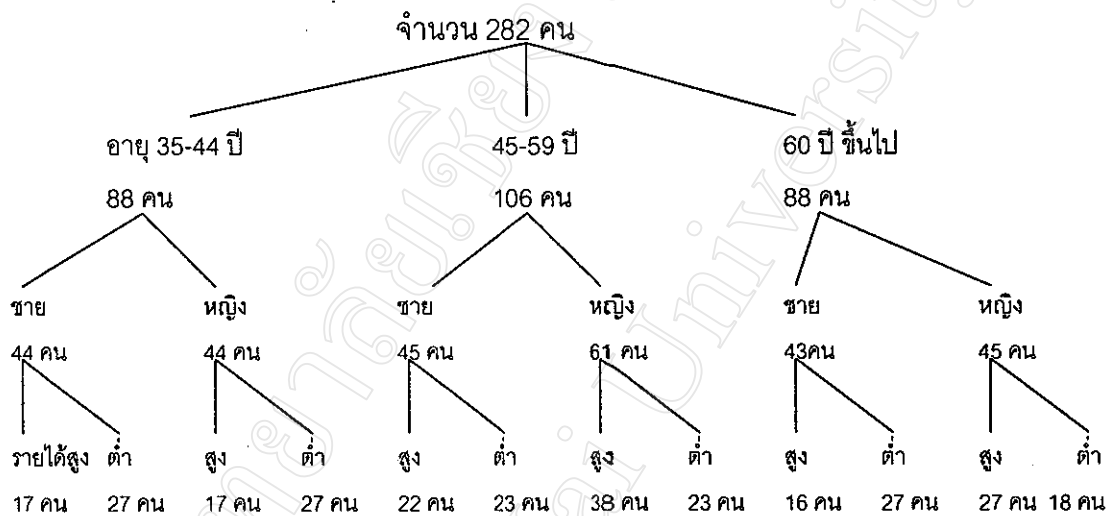 จำนวน 282 คน
อายุ 35-44 ปี 45-59 ปี 60 ปี ขึ้นไป
88 คน 106 คน 88 คน
ชาย หญิง ชาย หญิง ชาย หญิง
44 คน 44 คน 45 คน 61 คน 43คน 45 คน
รายได้สูง ต่ำ สูง ต่ำ สูง ต่ำ สูง ต่ำ สูง ต่ำ สูง ต่ำ
17 คน 27 คน 17 คน 27 คน 22 คน 23 คน 38 คน 23 คน 16 คน 27 คน 27 คน 18 คน